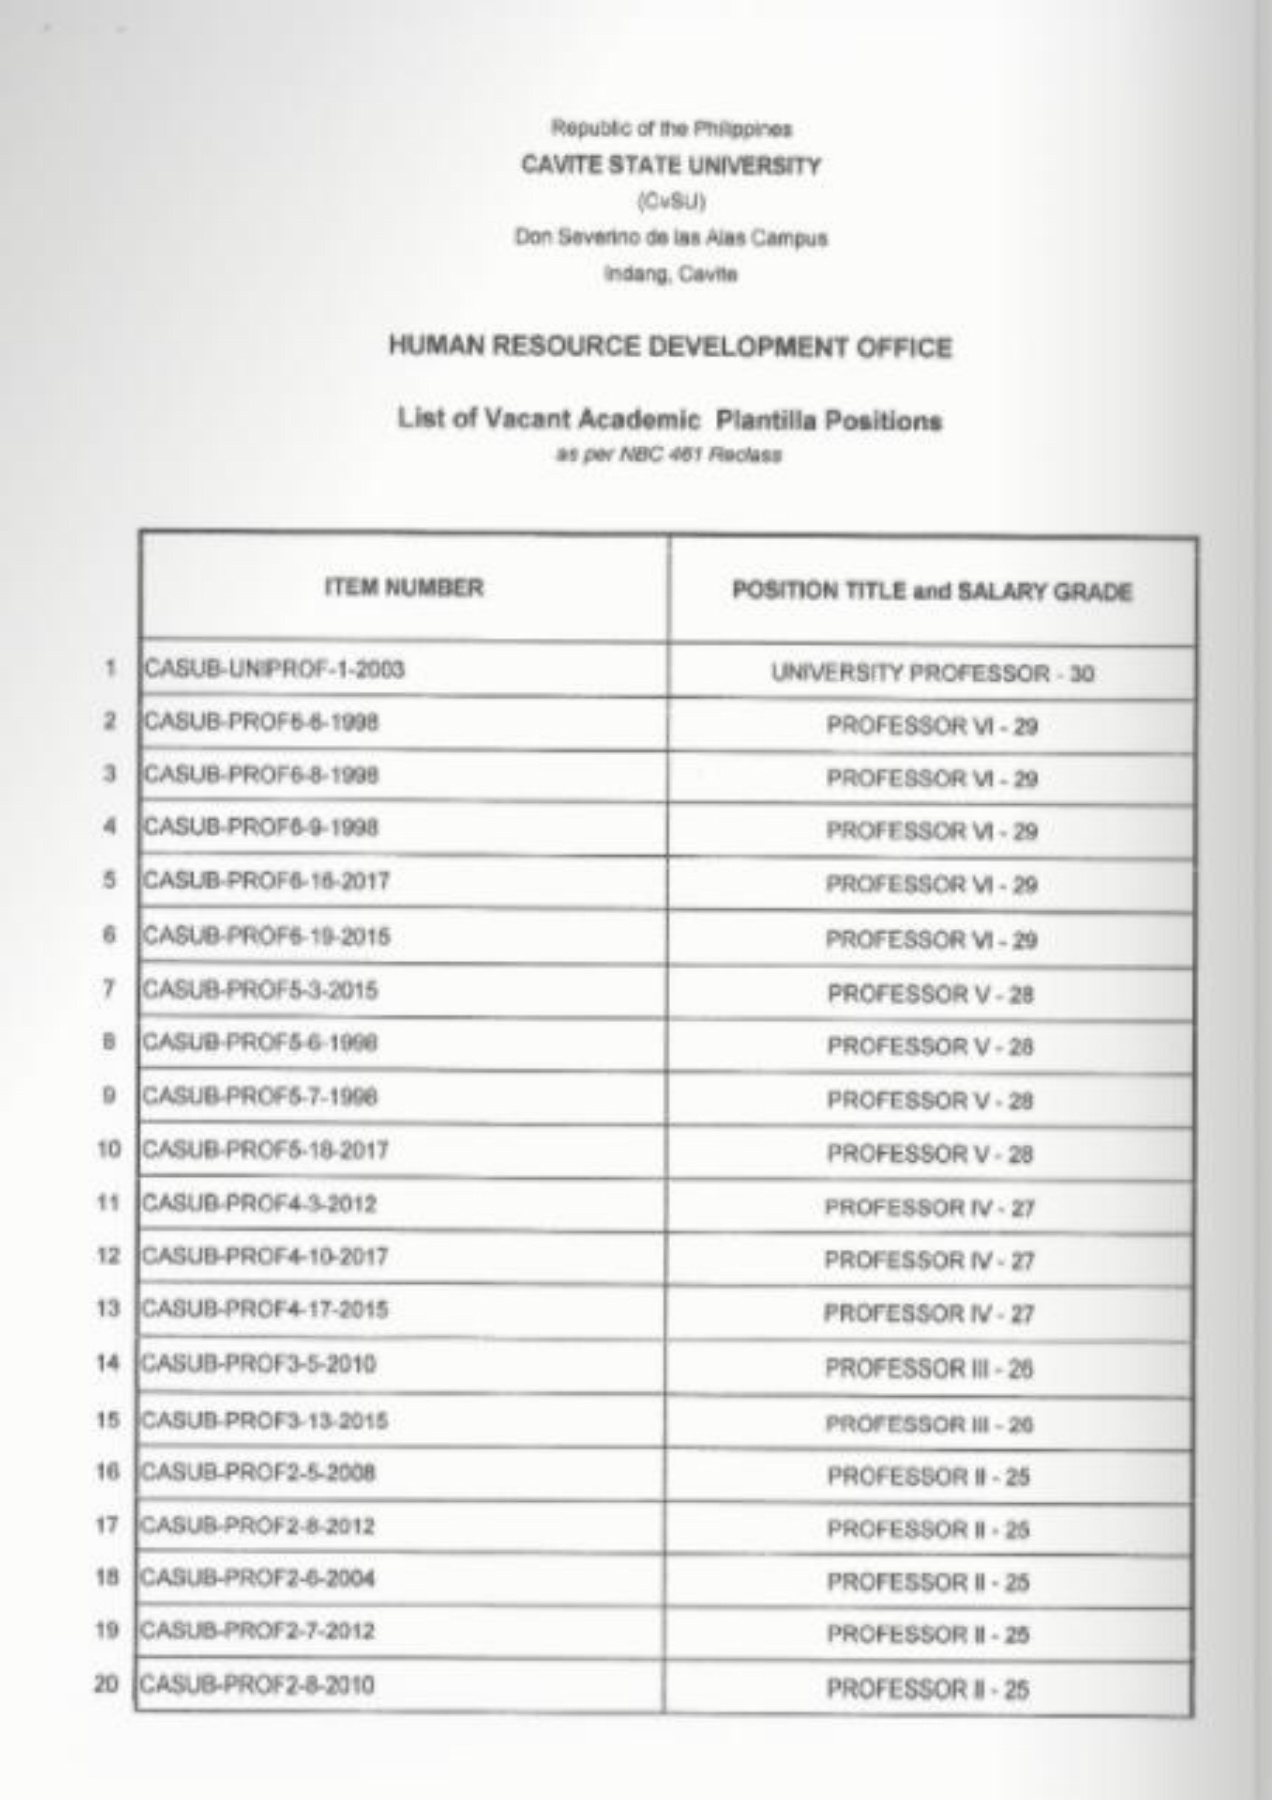 Republic of the Philippines
CAVITE STATE UNIVERSITY
(CvSU)
Don Severino de las Alas Campus
Indang, Cavite
HUMAN RESOURCE DEVELOPMENT OFFICE
List of Vacant Academic Plantilla Positions
as per NBC 461 Reclass
ITEM NUMBER POSITION TITLE and SALARY GRADE
1 CASUB-UNIPROF-1-2003 UNIVERSITY PROFESSOR - 30
2 CASUB-PROF6-6-1998 PROFESSOR VI - 29
3 CASUB-PROF6-8-1998 PROFESSOR VI - 29
4 CASUB-PROF6-9-1998 PROFESSOR VI - 29
5 CASUB-PROF6-16-2017 PROFESSOR VI - 29
6 CASUB-PROF6-19-2015 PROFESSOR VI - 29
7 CASUB-PROF5-3-2015 PROFESSOR V - 28
8 CASUB-PROF5-6-1998 PROFESSOR V - 28
9 CASUB-PROF5-7-1998 PROFESSOR V - 28
10 CASUB-PROF5-18-2017 PROFESSOR V - 28
11 CASUB-PROF4-3-2012 PROFESSOR IV - 27
12 CASUB-PROF4-10-2017 PROFESSOR IV - 27
13 CASUB-PROF4-17-2015 PROFESSOR IV - 27
14 CASUB-PROF3-5-2010 PROFESSOR III - 26
15 CASUB-PROF3-13-2015 PROFESSOR III - 26
16 CASUB-PROF2-5-2008 PROFESSOR II - 25
17 CASUB-PROF2-8-2012 PROFESSOR II - 25
18 CASUB-PROF2-6-2004 PROFESSOR II - 25
19 CASUB-PROF2-7-2012 PROFESSOR II - 25
20 CASUB-PROF2-8-2010 PROFESSOR II - 25